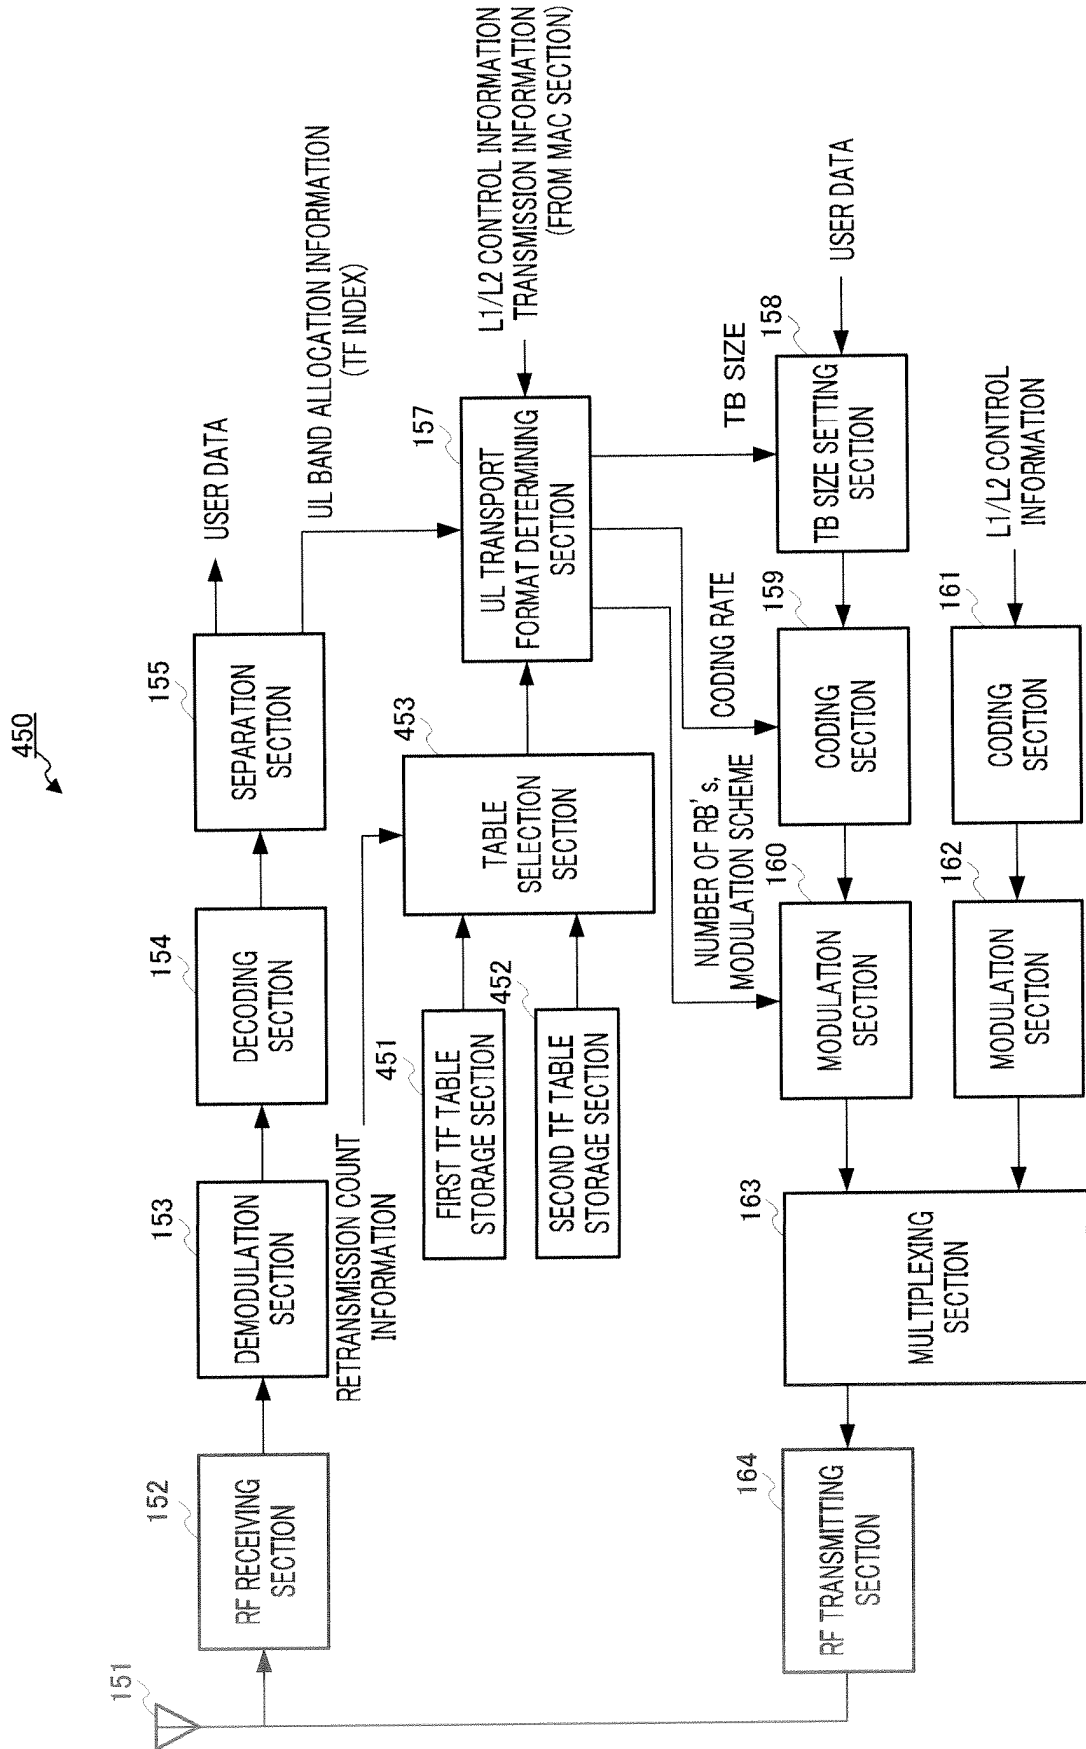 450
151
152
RF RECEIVING
SECTION
153
DEMODULATION
SECTION
154
DECODING
SECTION
155
SEPARATION
SECTION
USER DATA
UL BAND ALLOCATION INFORMATION
(TF INDEX)
RETRANSMISSION COUNT
INFORMATION
451
FIRST TF TABLE
STORAGE SECTION
452
SECOND TF TABLE
STORAGE SECTION
453
TABLE
SELECTION
SECTION
157
UL TRANSPORT
FORMAT DETERMINING
SECTION
L1/L2 CONTROL INFORMATION
TRANSMISSION INFORMATION
(FROM MAC SECTION)
NUMBER OF RB's,
MODULATION SCHEME
CODING RATE
TB SIZE
164
RF TRANSMITTING
SECTION
163
MULTIPLEXING
SECTION
160
MODULATION
SECTION
159
CODING
SECTION
158
TB SIZE SETTING
SECTION
USER DATA
162
MODULATION
SECTION
161
CODING
SECTION
L1/L2 CONTROL
INFORMATION